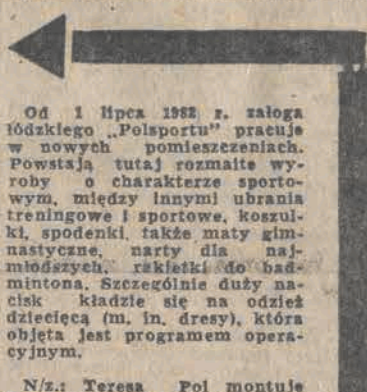 Od 1 lipca 1982 r. załoga
łódzkiego „Polsportu" pracuje
w nowych pomieszczeniach.
Powstają tutaj rozmaite wy-
roby o charakterze sporto-
wym, między innymi ubrania
treningowe i sportowe, koszul-
ki, spodenki, także maty gim-
nastyczne, narty dla naj-
młodszych, rakietki do bad-
mintona. Szczególnie duży na-
cisk kładzie się na odzież
dziecięcą (m. in. dresy), która
objęta jest programem opera-
cyjnym.
N/z.: Teresa Pol montuje